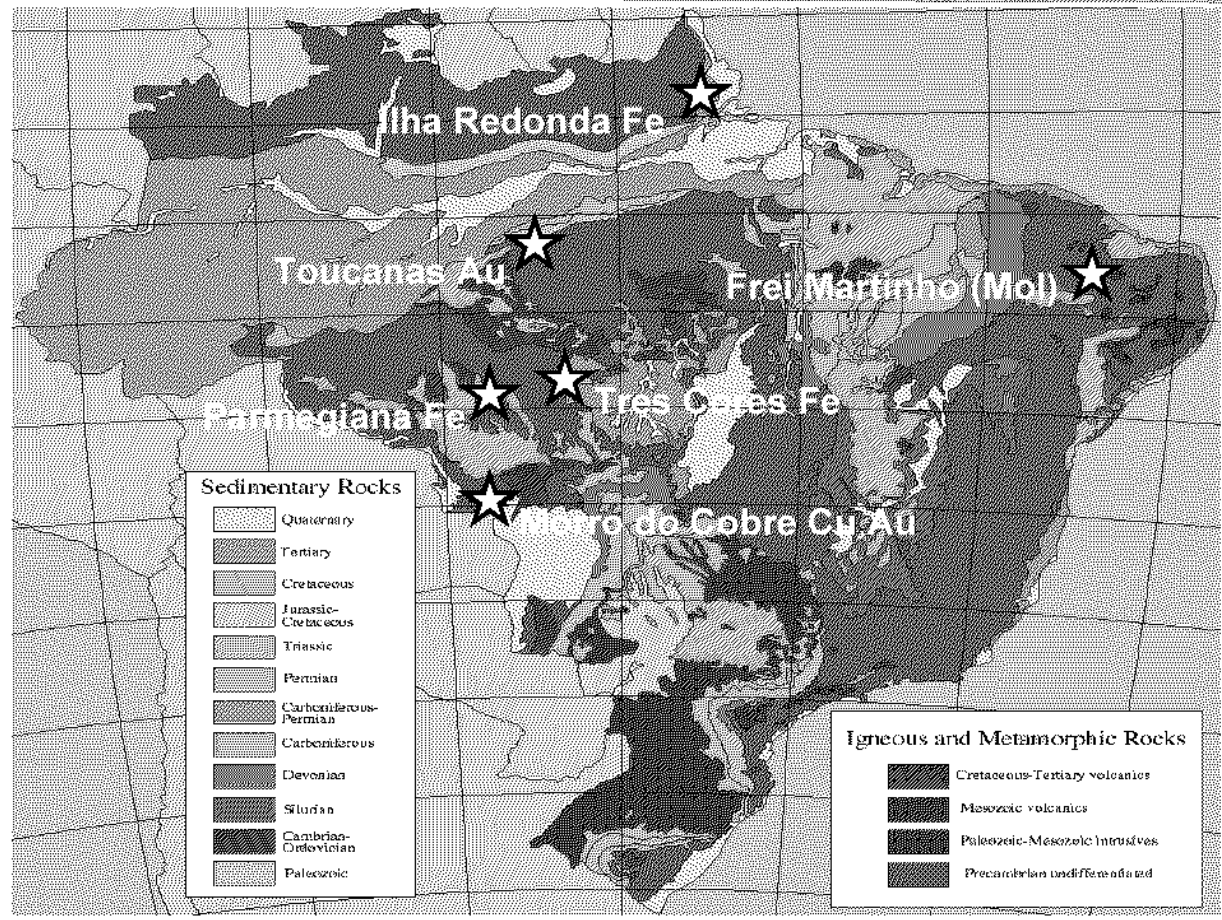 Ilha Redonda Fe
Toucanas Au
Frei Martinho (Mol)
Parmegiana Fe
Tres Cores Fe
Morro do Cobre Cu Au
Sedimentary Rocks
Quaternary
Tertiary
Cretaceous
Jurassic-
Cretaceous
Triassic
Permian
Carboniferous-
Permian
Carboniferous
Devonian
Silurian
Cambrian-
Ordovician
Paleozoic
Igneous and Metamorphic Rocks
Cretaceous-Tertiary volcanics
Mesozoic volcanics
Paleozoic-Mesozoic intrusives
Precambrian undifferentiated